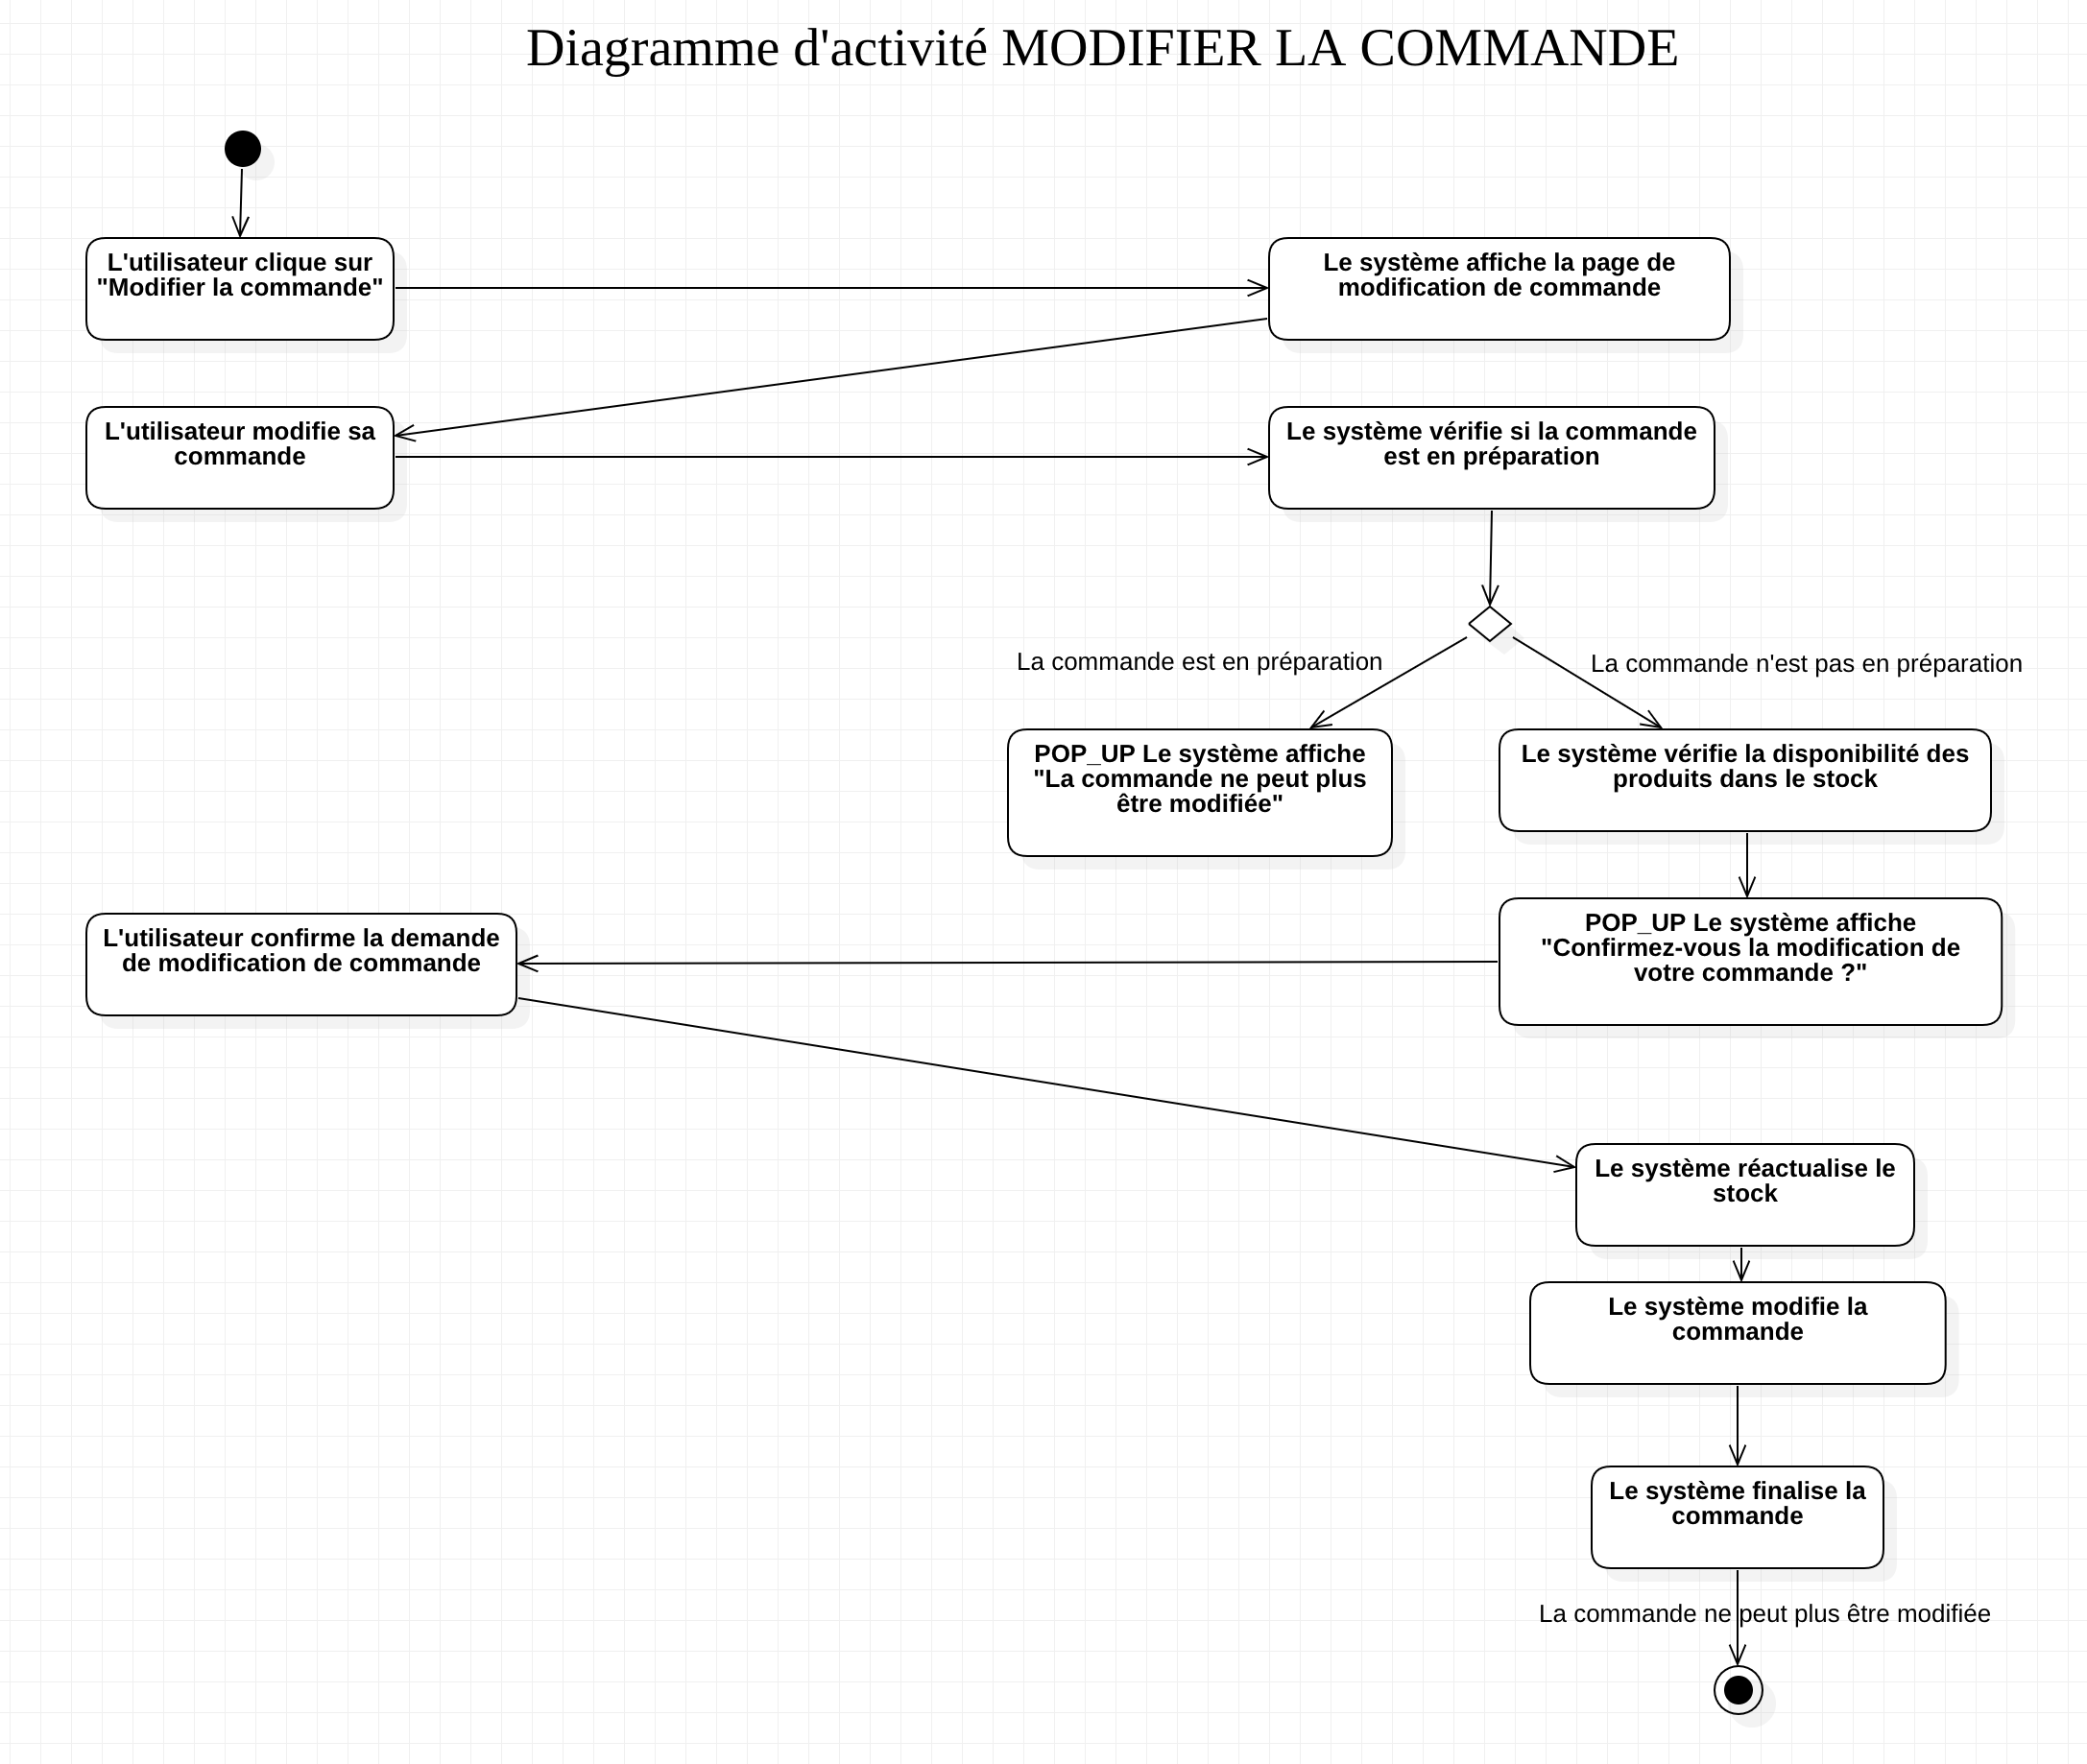 Diagramme d'activité MODIFIER LA COMMANDE
L'utilisateur clique sur
"Modifier la commande"
Le système affiche la page de
modification de commande
L'utilisateur modifie sa
commande
Le système vérifie si la commande
est en préparation
La commande est en préparation
La commande n'est pas en préparation
POP_UP Le système affiche
"La commande ne peut plus
être modifiée"
Le système vérifie la disponibilité des
produits dans le stock
L'utilisateur confirme la demande
de modification de commande
POP_UP Le système affiche
"Confirmez-vous la modification de
votre commande ?"
Le système réactualise le
stock
Le système modifie la
commande
Le système finalise la
commande
La commande ne peut plus être modifiée